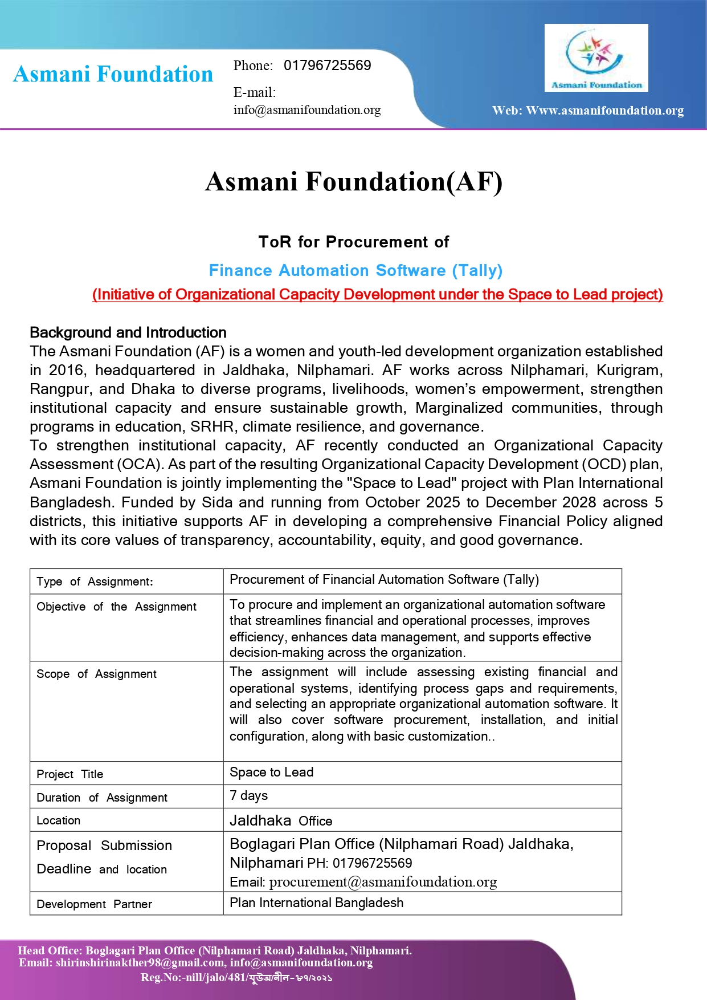 Asmani Foundation
Phone: 01796725569
E-mail:
info@asmanifoundation.org
Asmani Foundation
Web: Www.asmanifoundation.org
Asmani Foundation(AF)
ToR for Procurement of
Finance Automation Software (Tally)
(Initiative of Organizational Capacity Development under the Space to Lead project)
Background and Introduction
The Asmani Foundation (AF) is a women and youth-led development organization established
in 2016, headquartered in Jaldhaka, Nilphamari. AF works across Nilphamari, Kurigram,
Rangpur, and Dhaka to diverse programs, livelihoods, women’s empowerment, strengthen
institutional capacity and ensure sustainable growth, Marginalized communities, through
programs in education, SRHR, climate resilience, and governance.
To strengthen institutional capacity, AF recently conducted an Organizational Capacity
Assessment (OCA). As part of the resulting Organizational Capacity Development (OCD) plan,
Asmani Foundation is jointly implementing the "Space to Lead" project with Plan International
Bangladesh. Funded by Sida and running from October 2025 to December 2028 across 5
districts, this initiative supports AF in developing a comprehensive Financial Policy aligned
with its core values of transparency, accountability, equity, and good governance.
Type of Assignment:
Procurement of Financial Automation Software (Tally)
Objective of the Assignment
To procure and implement an organizational automation software
that streamlines financial and operational processes, improves
efficiency, enhances data management, and supports effective
decision-making across the organization.
Scope of Assignment
The assignment will include assessing existing financial and
operational systems, identifying process gaps and requirements,
and selecting an appropriate organizational automation software. It
will also cover software procurement, installation, and initial
configuration, along with basic customization..
Project Title
Space to Lead
Duration of Assignment
7 days
Location
Jaldhaka Office
Proposal Submission
Deadline and location
Boglagari Plan Office (Nilphamari Road) Jaldhaka,
Nilphamari PH: 01796725569
Email: procurement@asmanifoundation.org
Development Partner
Plan International Bangladesh
Head Office: Boglagari Plan Office (Nilphamari Road) Jaldhaka, Nilphamari.
Email: shirinshirinakther98@gmail.com, info@asmanifoundation.org
Reg.No:-nill/jalo/481/যুউঅ/নীল-৮৭/২০২১